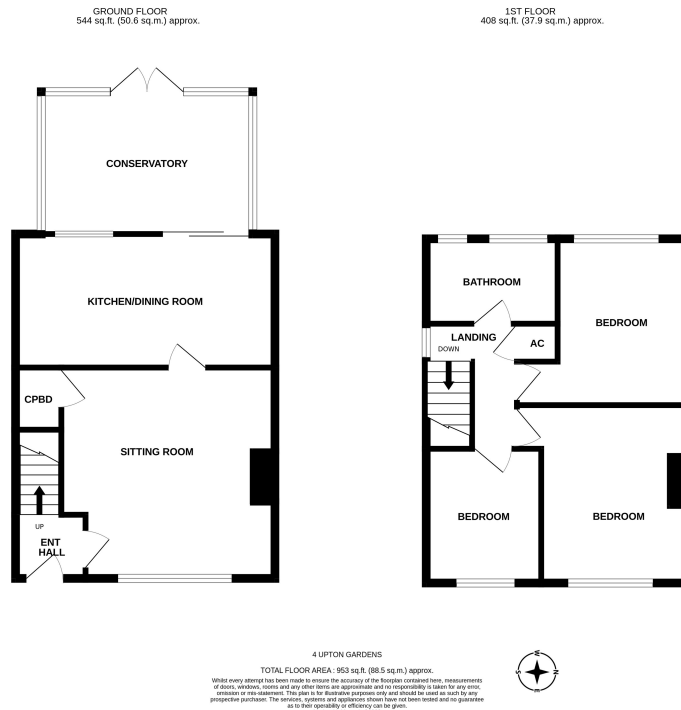 GROUND FLOOR
544 sq.ft. (50.6 sq.m.) approx.
1ST FLOOR
408 sq.ft. (37.9 sq.m.) approx.
CONSERVATORY
KITCHEN/DINING ROOM
CPBD
SITTING ROOM
UP
ENT
HALL
BATHROOM
LANDING
DOWN
AC
BEDROOM
BEDROOM
BEDROOM
4 UPTON GARDENS
TOTAL FLOOR AREA : 953 sq.ft. (88.5 sq.m.) approx.
Whilst every attempt has been made to ensure the accuracy of the floorplan contained here, measurements
of doors, windows, rooms and any other items are approximate and no responsibility is taken for any error,
omission or mis-statement. This plan is for illustrative purposes only and should be used as such by any
prospective purchaser. The services, systems and appliances shown have not been tested and no guarantee
as to their operability or efficiency can be given.
W
N
S
E